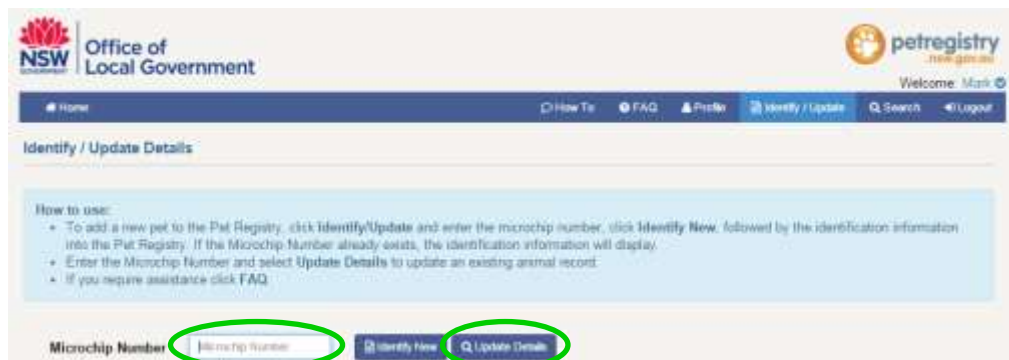 NSW
GOVERNMENT
Office of
Local Government
petregistry
.nsw.gov.au
Welcome: Mark
Home
How To
FAQ
Profile
Identify / Update
Search
Logout
Identify / Update Details
How to use:
• To add a new pet to the Pet Registry, click Identify/Update and enter the microchip number, click Identify New, followed by the identification information
into the Pet Registry. If the Microchip Number already exists, the identification information will display.
• Enter the Microchip Number and select Update Details to update an existing animal record.
• If you require assistance click FAQ
Microchip Number
Microchip Number
Identify New
Update Details